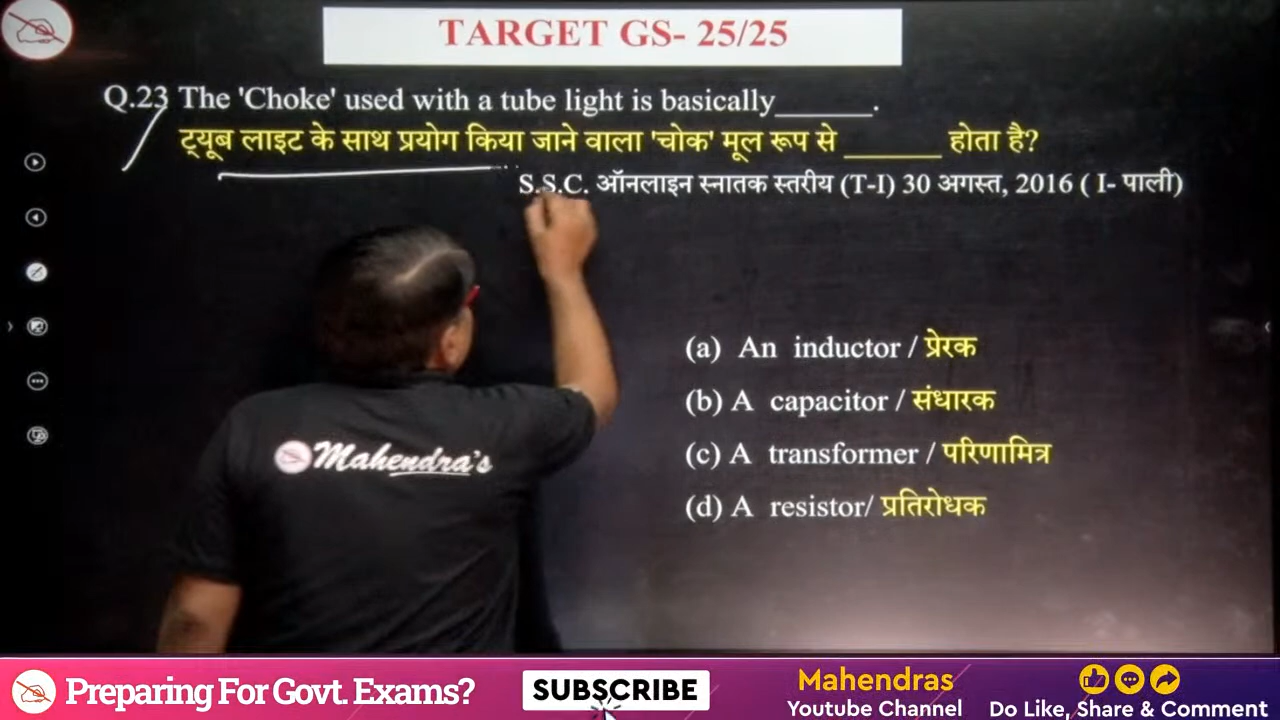 TARGET GS- 25/25
Q.23 The 'Choke' used with a tube light is basically______.
ट्यूब लाइट के साथ प्रयोग किया जाने वाला 'चोक' मूल रूप से ______ होता है?
S.S.C. ऑनलाइन स्नातक स्तरीय (T-I) 30 अगस्त, 2016 ( I- पाली)
(a) An inductor / प्रेरक
(b) A capacitor / संधारक
(c) A transformer / परिणामित्र
(d) A resistor/ प्रतिरोधक
Mahendra's
Preparing For Govt. Exams?
SUBSCRIBE
Mahendras
Youtube Channel
Do Like, Share & Comment